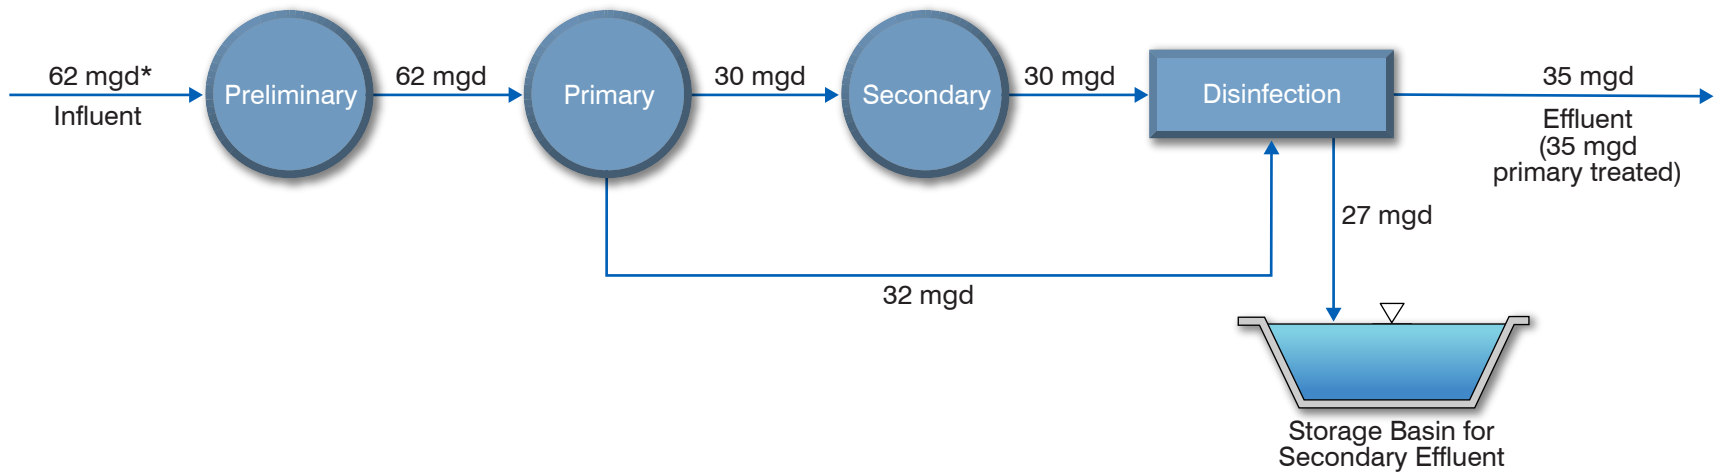 62 mgd*
Influent
Preliminary
62 mgd
Primary
30 mgd
Secondary
30 mgd
Disinfection
35 mgd
Effluent
(35 mgd
primary treated)
27 mgd
32 mgd
Storage Basin for
Secondary Effluent